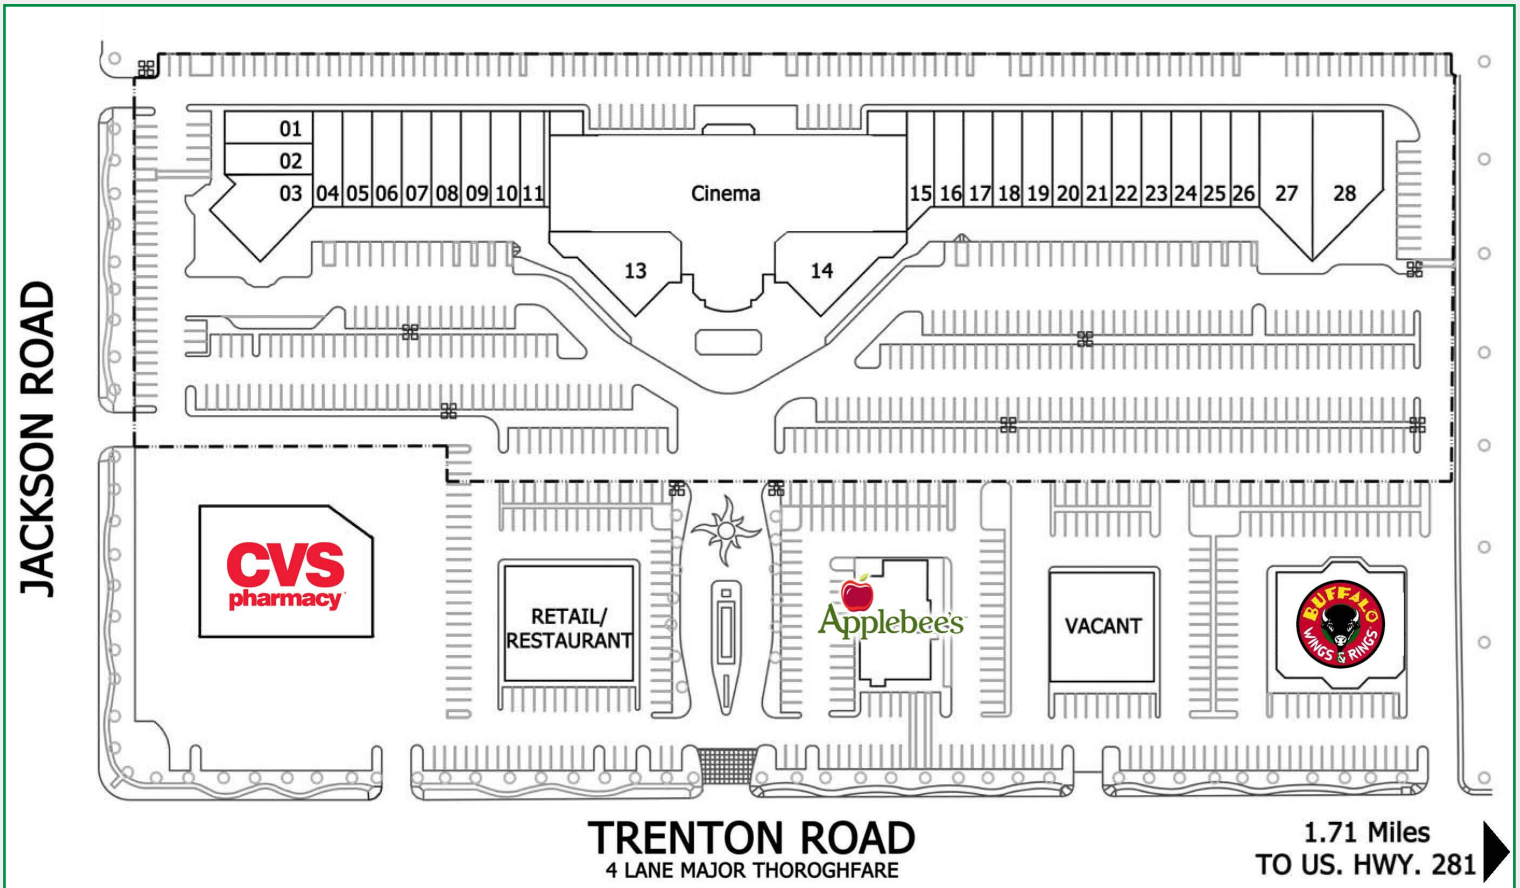 01
02
03 04 05 06 07 08 09 10 11 Cinema 15 16 17 18 19 20 21 22 23 24 25 26 27 28
13 14
JACKSON ROAD
CVS
pharmacy
RETAIL/
RESTAURANT
Applebee's
VACANT
BUFFALO
WINGS & RINGS
TRENTON ROAD
4 LANE MAJOR THOROGHFARE
1.71 Miles
TO US. HWY. 281